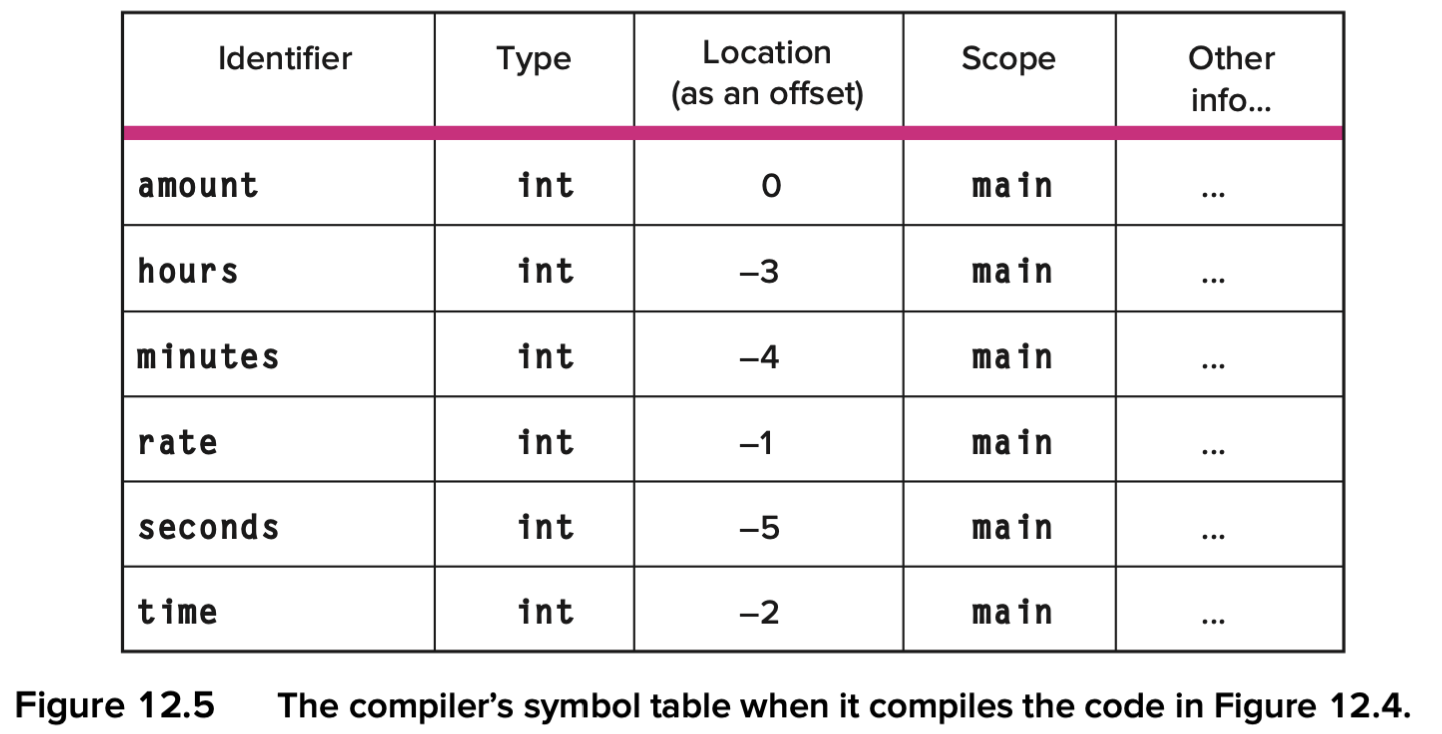 Identifier Type Location (as an offset) Scope Other info...
amount int 0 main ...
hours int –3 main ...
minutes int –4 main ...
rate int –1 main ...
seconds int –5 main ...
time int –2 main ...
Figure 12.5 The compiler’s symbol table when it compiles the code in Figure 12.4.